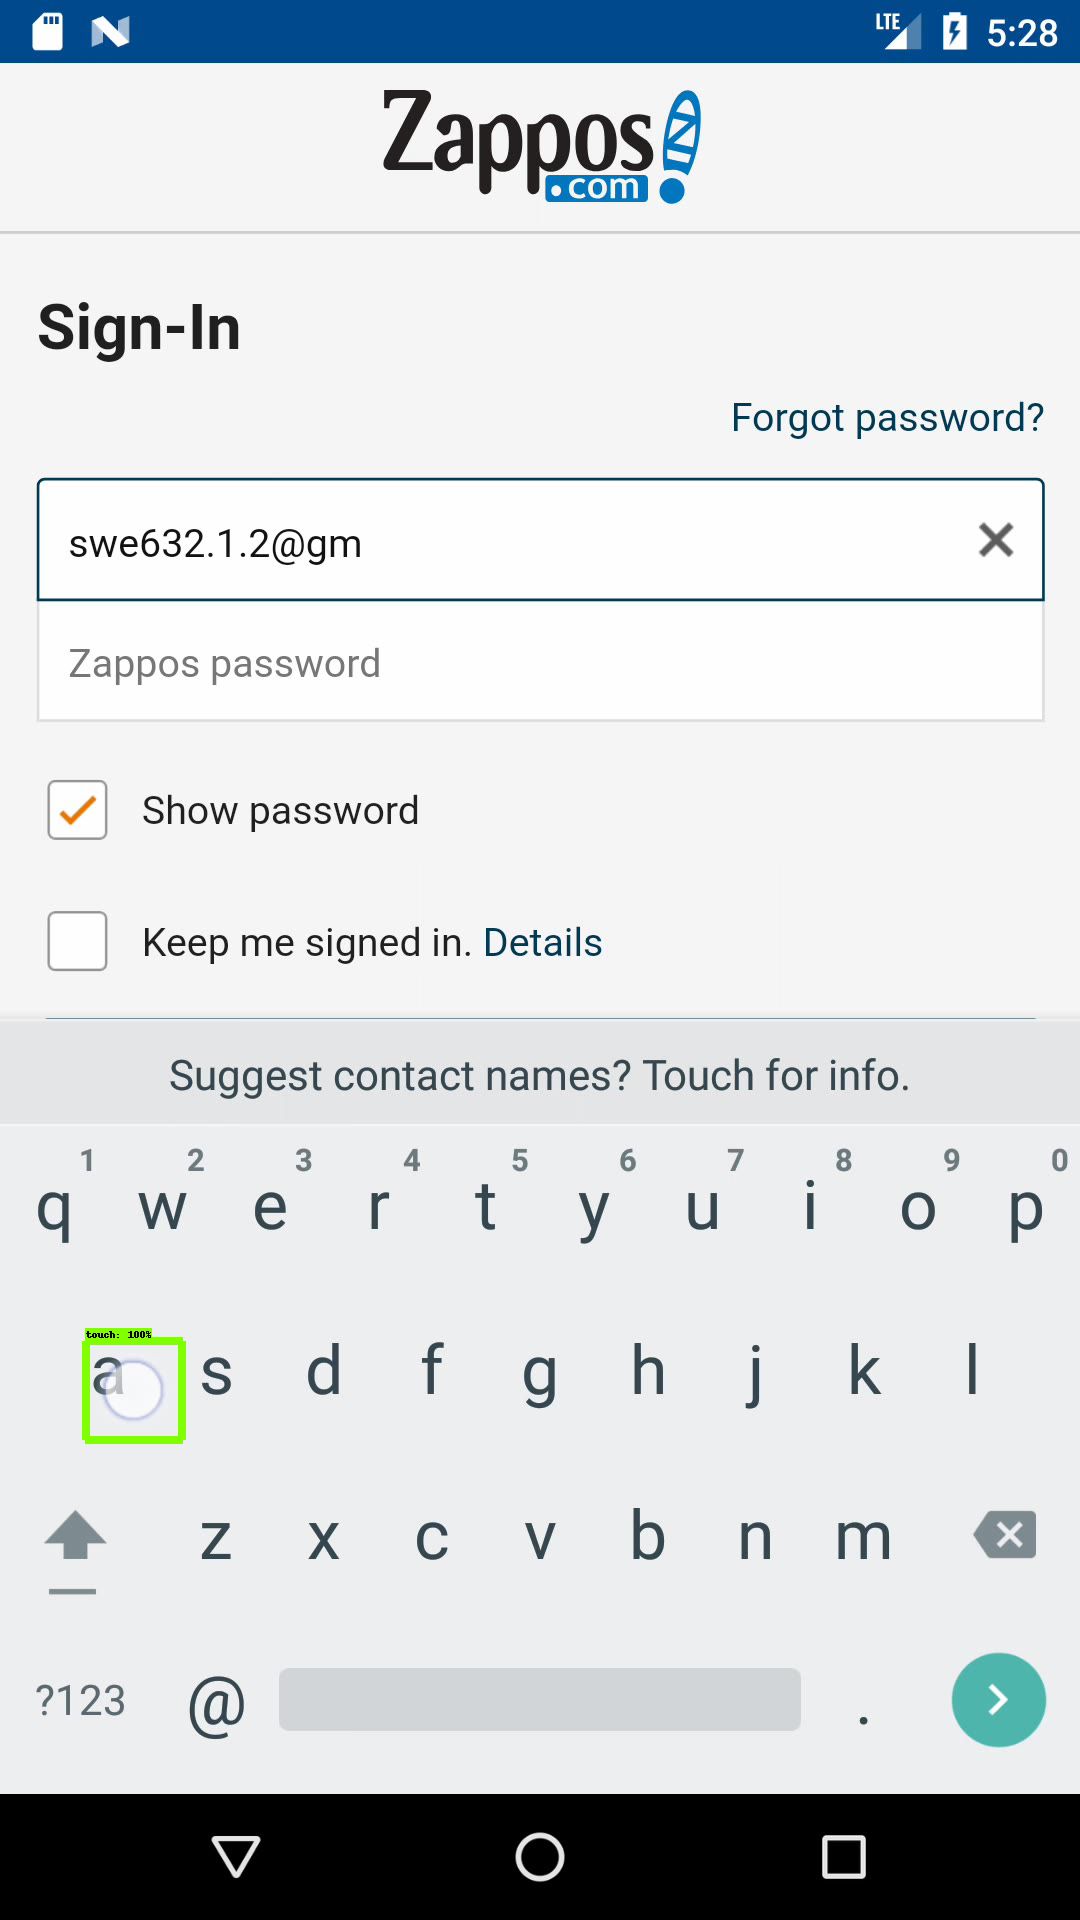 LTE 5:28
Zappos
.com
Sign-In
Forgot password?
swe632.1.2@gm
Zappos password
Show password
Keep me signed in. Details
Suggest contact names? Touch for info.
1 2 3 4 5 6 7 8 9 0
q w e r t y u i o p
touch: 100%
a s d f g h j k l
z x c v b n m
?123 @ .